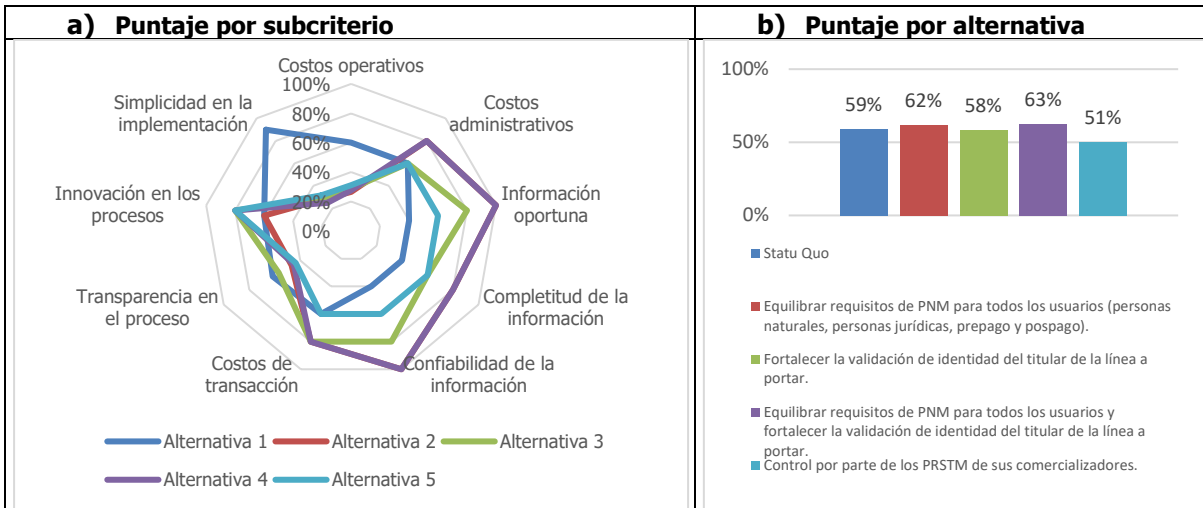 a) Puntaje por subcriterio
Costos operativos
100%
80%
60%
40%
20%
0%
Costos
administrativos
Información
oportuna
Completitud de la
información
Confiabilidad de la
información
Costos de
transacción
Transparencia en
el proceso
Innovación en los
procesos
Simplicidad en la
implementación
Alternativa 1
Alternativa 2
Alternativa 3
Alternativa 4
Alternativa 5
b) Puntaje por alternativa
100%
50%
0%
59%
62%
58%
63%
51%
Statu Quo
Equilibrar requisitos de PNM para todos los usuarios (personas
naturales, personas jurídicas, prepago y pospago).
Fortalecer la validación de identidad del titular de la línea a
portar.
Equilibrar requisitos de PNM para todos los usuarios y
fortalecer la validación de identidad del titular de la línea a
portar.
Control por parte de los PRSTM de sus comercializadores.